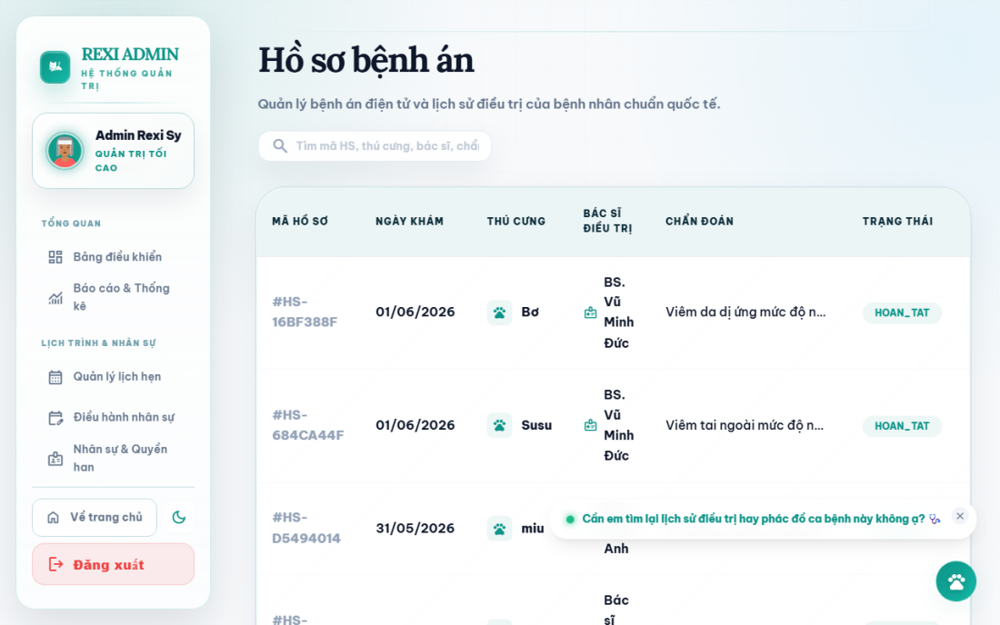 REXI ADMIN
HỆ THỐNG QUẢN
TRỊ
Admin Rexi Sy
QUẢN TRỊ TỐI
CAO
TỔNG QUAN
Bảng điều khiển
Báo cáo & Thống
kê
LỊCH TRÌNH & NHÂN SỰ
Quản lý lịch hẹn
Điều hành nhân sự
Nhân sự & Quyền
hạn
Về trang chủ
Đăng xuất
Hồ sơ bệnh án
Quản lý bệnh án điện tử và lịch sử điều trị của bệnh nhân chuẩn quốc tế.
Tìm mã HS, thú cưng, bác sĩ, chẩ
MÃ HỒ SƠ
NGÀY KHÁM
THÚ CƯNG
BÁC SĨ
ĐIỀU TRỊ
CHẨN ĐOÁN
TRẠNG THÁI
#HS-
16BF388F
01/06/2026
Bơ
BS.
Vũ
Minh
Đức
Viêm da dị ứng mức độ n...
HOAN_TAT
#HS-
684CA44F
01/06/2026
Susu
BS.
Vũ
Minh
Đức
Viêm tai ngoài mức độ n...
HOAN_TAT
#HS-
D5494014
31/05/2026
miu
Anh
Cần em tìm lại lịch sử điều trị hay phác đồ ca bệnh này không ạ?
#HS-
Bác
sĩ